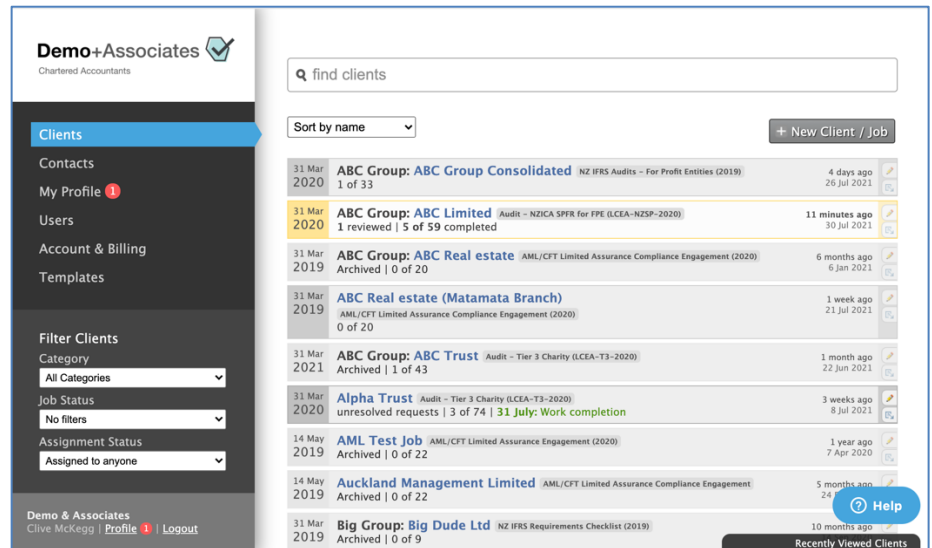 Demo+Associates
Chartered Accountants
Clients
Contacts
My Profile 1
Users
Account & Billing
Templates
Filter Clients
Category
All Categories
Job Status
No filters
Assignment Status
Assigned to anyone
Demo & Associates
Clive McKegg | Profile 1 | Logout
find clients
Sort by name
+ New Client / Job
31 Mar 2020
ABC Group: ABC Group Consolidated NZ IFRS Audits – For Profit Entities (2019)
1 of 33
4 days ago
26 Jul 2021
31 Mar 2020
ABC Group: ABC Limited Audit – NZICA SPFR for FPE (LCEA-NZSP-2020)
1 reviewed | 5 of 59 completed
11 minutes ago
30 Jul 2021
31 Mar 2019
ABC Group: ABC Real estate AML/CFT Limited Assurance Compliance Engagement (2020)
Archived | 0 of 20
6 months ago
6 Jan 2021
31 Mar 2019
ABC Real estate (Matamata Branch)
AML/CFT Limited Assurance Compliance Engagement (2020)
0 of 20
1 week ago
21 Jul 2021
31 Mar 2021
ABC Group: ABC Trust Audit – Tier 3 Charity (LCEA-T3-2020)
Archived | 1 of 43
1 month ago
22 Jun 2021
31 Mar 2020
Alpha Trust Audit – Tier 3 Charity (LCEA-T3-2020)
unresolved requests | 3 of 74 | 31 July: Work completion
3 weeks ago
8 Jul 2021
14 May 2019
AML Test Job AML/CFT Limited Assurance Compliance Engagement (2020)
Archived | 0 of 22
1 year ago
7 Apr 2020
14 May 2019
Auckland Management Limited AML/CFT Limited Assurance Compliance Engagement
Archived | 0 of 22
5 months ago
24
31 Mar 2019
Big Group: Big Dude Ltd NZ IFRS Requirements Checklist (2019)
Archived | 0 of 9
10 months ago
Help
Recently Viewed Clients